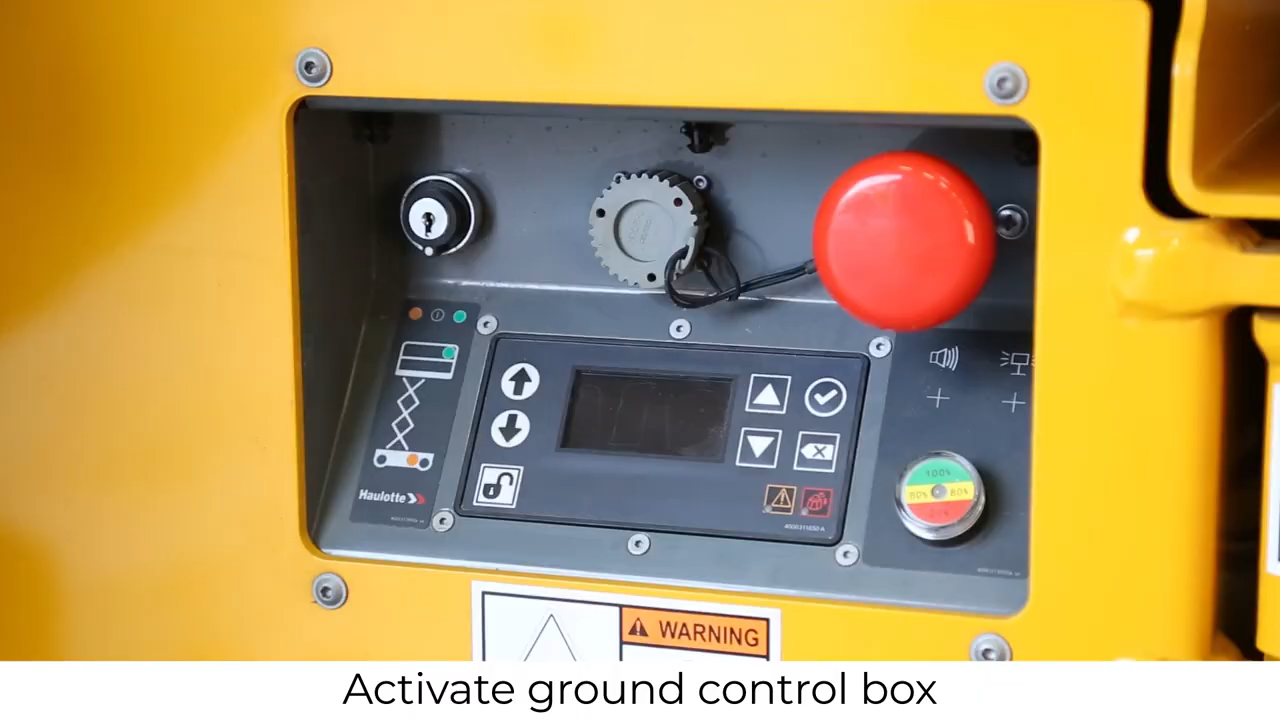 Haulotte
100%
80% 80%
WARNING
Activate ground control box